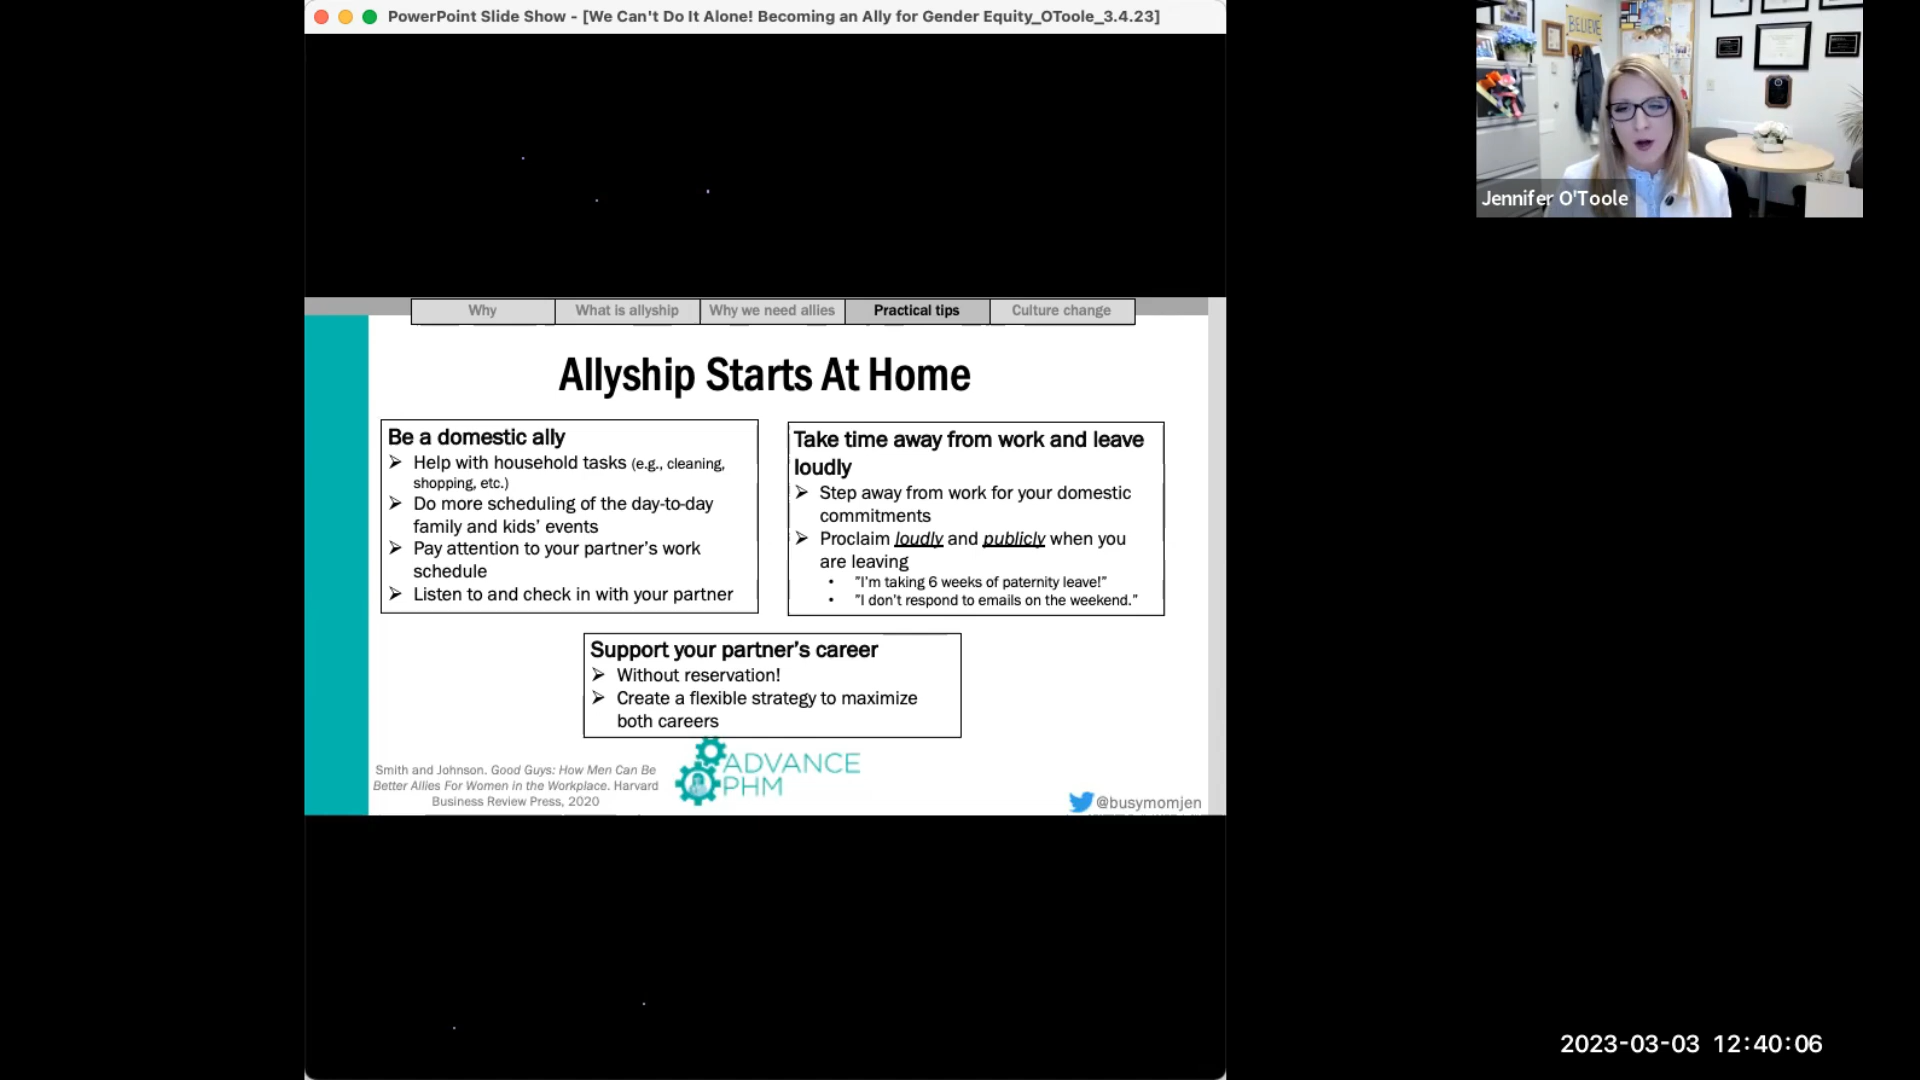 PowerPoint Slide Show - [We Can't Do It Alone! Becoming an Ally for Gender Equity_OToole_3.4.23]
BELIEVE
Jennifer O'Toole
Why
What is allyship
Why we need allies
Practical tips
Culture change
Allyship Starts At Home
Be a domestic ally
➢ Help with household tasks (e.g., cleaning,
shopping, etc.)
➢ Do more scheduling of the day-to-day
family and kids’ events
➢ Pay attention to your partner’s work
schedule
➢ Listen to and check in with your partner
Take time away from work and leave
loudly
➢ Step away from work for your domestic
commitments
➢ Proclaim loudly and publicly when you
are leaving
• ”I’m taking 6 weeks of paternity leave!”
• ”I don’t respond to emails on the weekend.”
Support your partner’s career
➢ Without reservation!
➢ Create a flexible strategy to maximize
both careers
Smith and Johnson. Good Guys: How Men Can Be
Better Allies For Women in the Workplace. Harvard
Business Review Press, 2020
ADVANCE
PHM
@busymomjen
2023-03-03 12:40:06